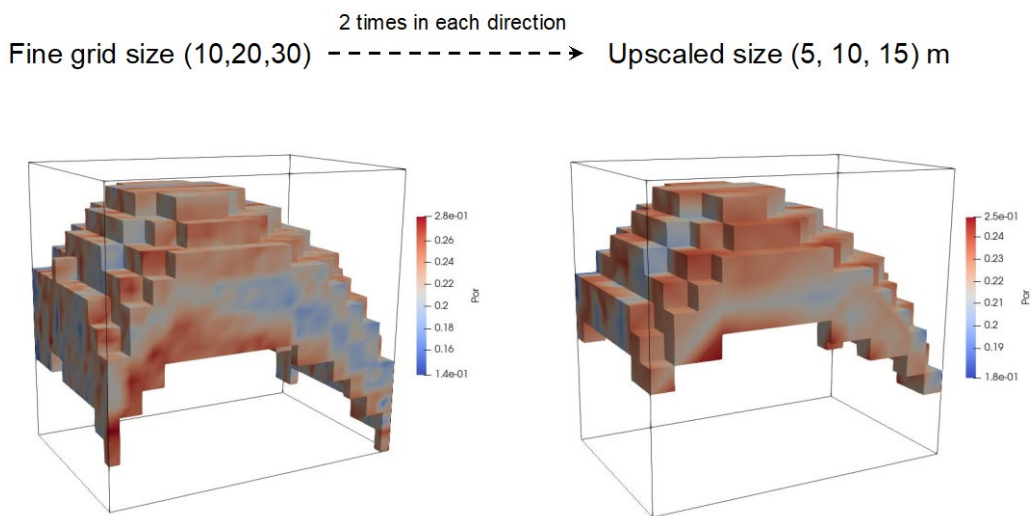 2 times in each direction
Fine grid size (10,20,30)
Upscaled size (5, 10, 15) m
2.8e-01
0.26
0.24
0.22
0.2
0.18
0.16
1.4e-01
Por
2.5e-01
0.24
0.23
0.22
0.21
0.2
0.19
1.8e-01
Por